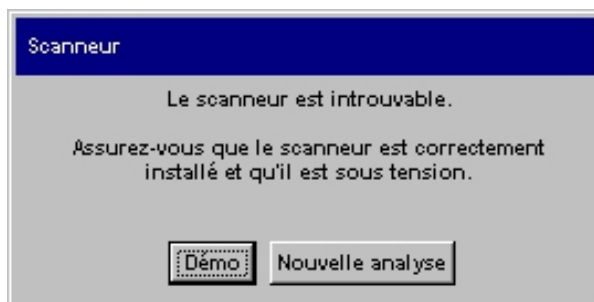 Scanneur
Le scanneur est introuvable.
Assurez-vous que le scanneur est correctement
installé et qu'il est sous tension.
Démo
Nouvelle analyse